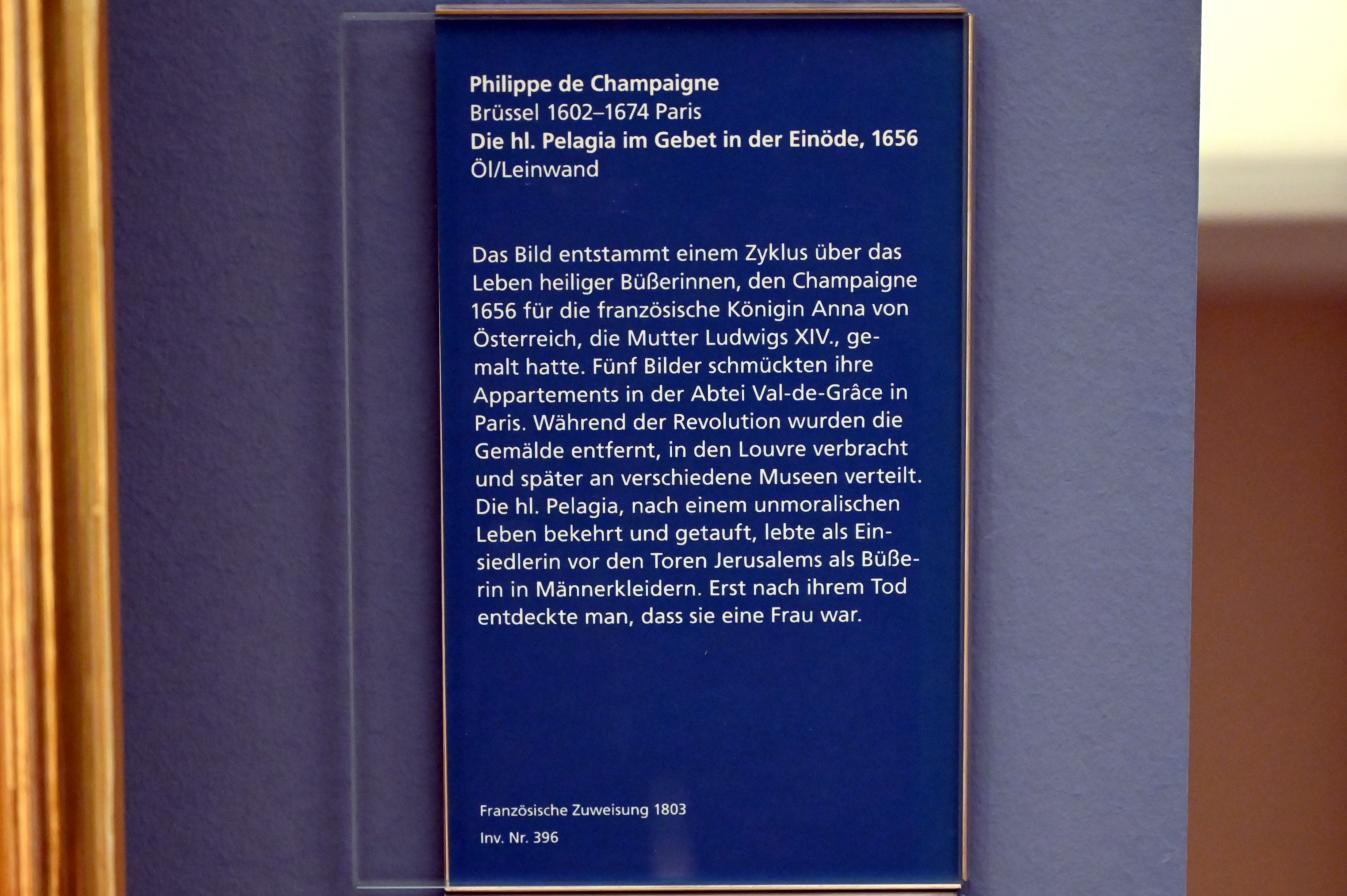 Philippe de Champaigne
Brüssel 1602–1674 Paris
Die hl. Pelagia im Gebet in der Einöde, 1656
Öl/Leinwand
Das Bild entstammt einem Zyklus über das
Leben heiliger Büßerinnen, den Champaigne
1656 für die französische Königin Anna von
Österreich, die Mutter Ludwigs XIV., ge-
malt hatte. Fünf Bilder schmückten ihre
Appartements in der Abtei Val-de-Grâce in
Paris. Während der Revolution wurden die
Gemälde entfernt, in den Louvre verbracht
und später an verschiedene Museen verteilt.
Die hl. Pelagia, nach einem unmoralischen
Leben bekehrt und getauft, lebte als Ein-
siedlerin vor den Toren Jerusalems als Büße-
rin in Männerkleidern. Erst nach ihrem Tod
entdeckte man, dass sie eine Frau war.
Französische Zuweisung 1803
Inv. Nr. 396